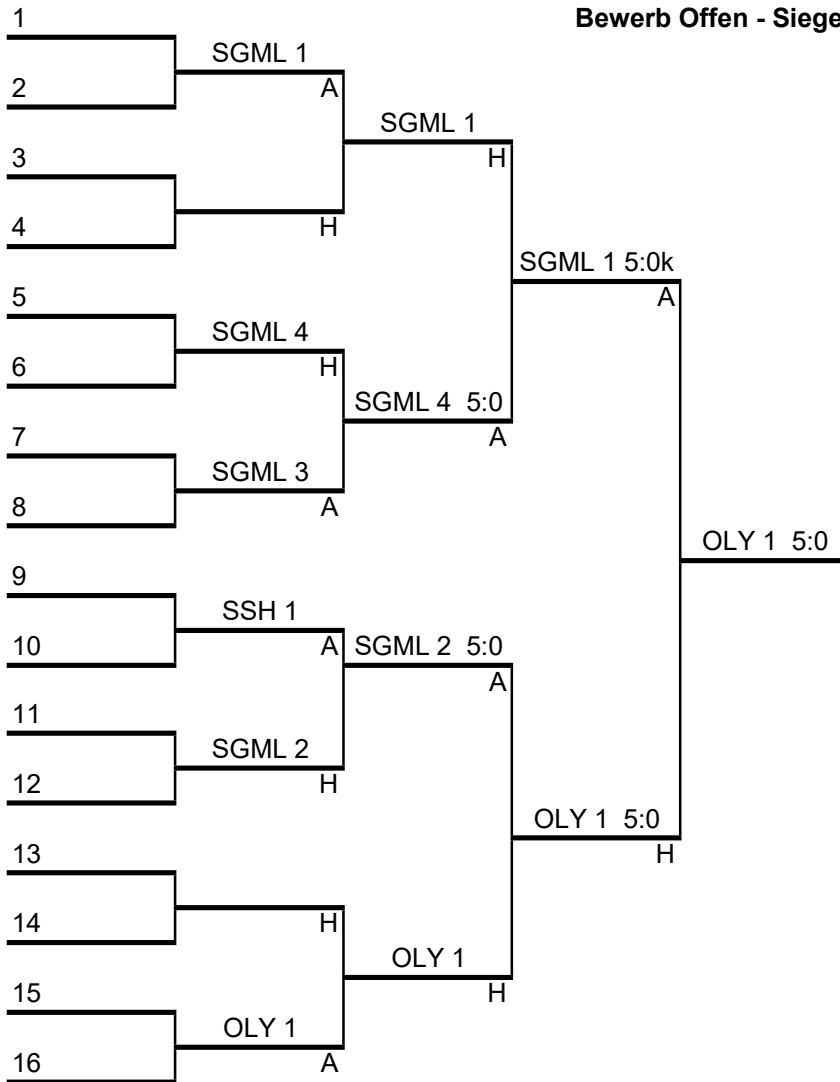 1
Bewerb Offen - Siege
SGML 1
2
A
SGML 1
3
H
4
H
SGML 1 5:0k
A
5
SGML 4
6
H
SGML 4 5:0
7
A
SGML 3
8
A
OLY 1 5:0
9
SSH 1
10
A
SGML 2 5:0
A
11
SGML 2
12
H
OLY 1 5:0
13
H
14
H
OLY 1
15
H
OLY 1
16
A